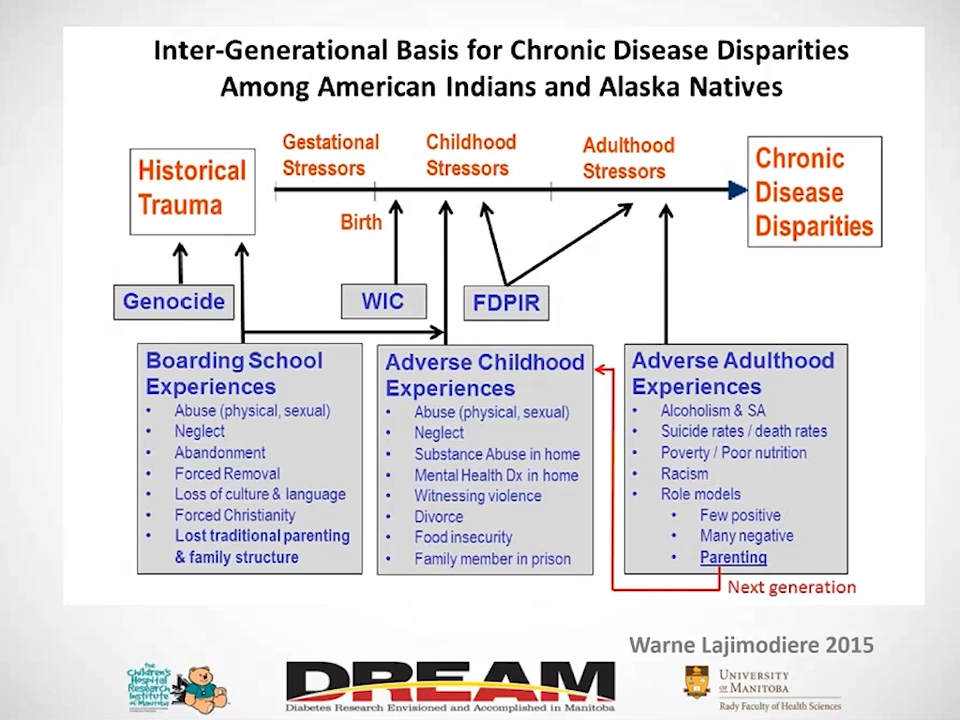 Inter-Generational Basis for Chronic Disease Disparities
Among American Indians and Alaska Natives
Historical
Trauma
Gestational
Stressors
Childhood
Stressors
Adulthood
Stressors
Chronic
Disease
Disparities
Birth
Genocide
WIC
FDPIR
Boarding School
Experiences
• Abuse (physical, sexual)
• Neglect
• Abandonment
• Forced Removal
• Loss of culture & language
• Forced Christianity
• Lost traditional parenting
& family structure
Adverse Childhood
Experiences
• Abuse (physical, sexual)
• Neglect
• Substance Abuse in home
• Mental Health Dx in home
• Witnessing violence
• Divorce
• Food insecurity
• Family member in prison
Adverse Adulthood
Experiences
• Alcoholism & SA
• Suicide rates / death rates
• Poverty / Poor nutrition
• Racism
• Role models
• Few positive
• Many negative
• Parenting
Next generation
Warne Lajimodiere 2015
the
Children's
Hospital
Research
Institute
of Manitoba
DREAM
Diabetes Research Envisioned and Accomplished in Manitoba
University
of Manitoba
Rady Faculty of Health Sciences